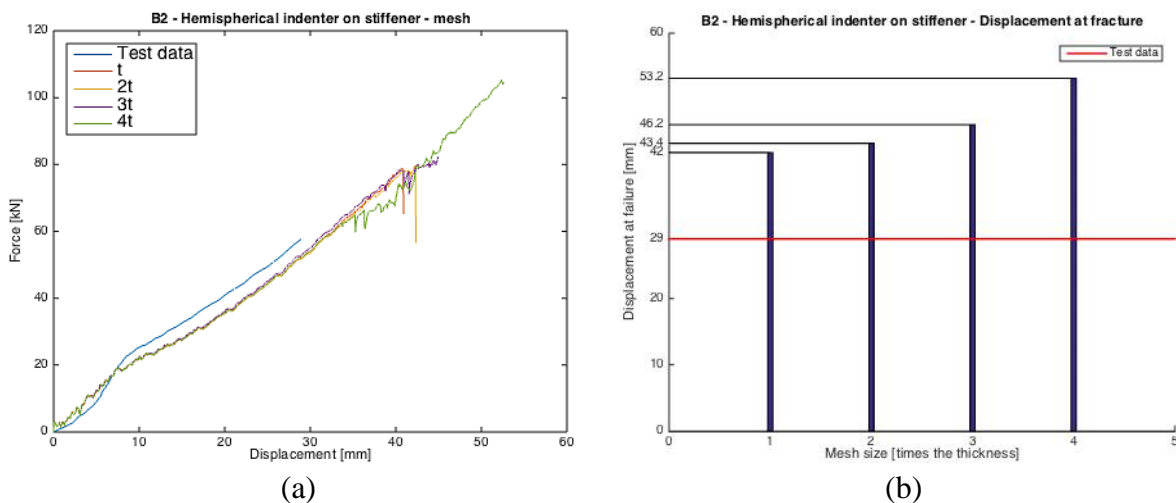 B2 - Hemispherical indenter on stiffener - mesh
120
100
80
60
40
20
0
Force [kN]
Test data
t
2t
3t
4t
0 10 20 30 40 50 60
Displacement [mm]
(a)
B2 - Hemispherical indenter on stiffener - Displacement at fracture
60
53.2
46.2
43.4
42
29
20
10
0
Displacement at failure [mm]
Test data
0 1 2 3 4 5
Mesh size [times the thickness]
(b)